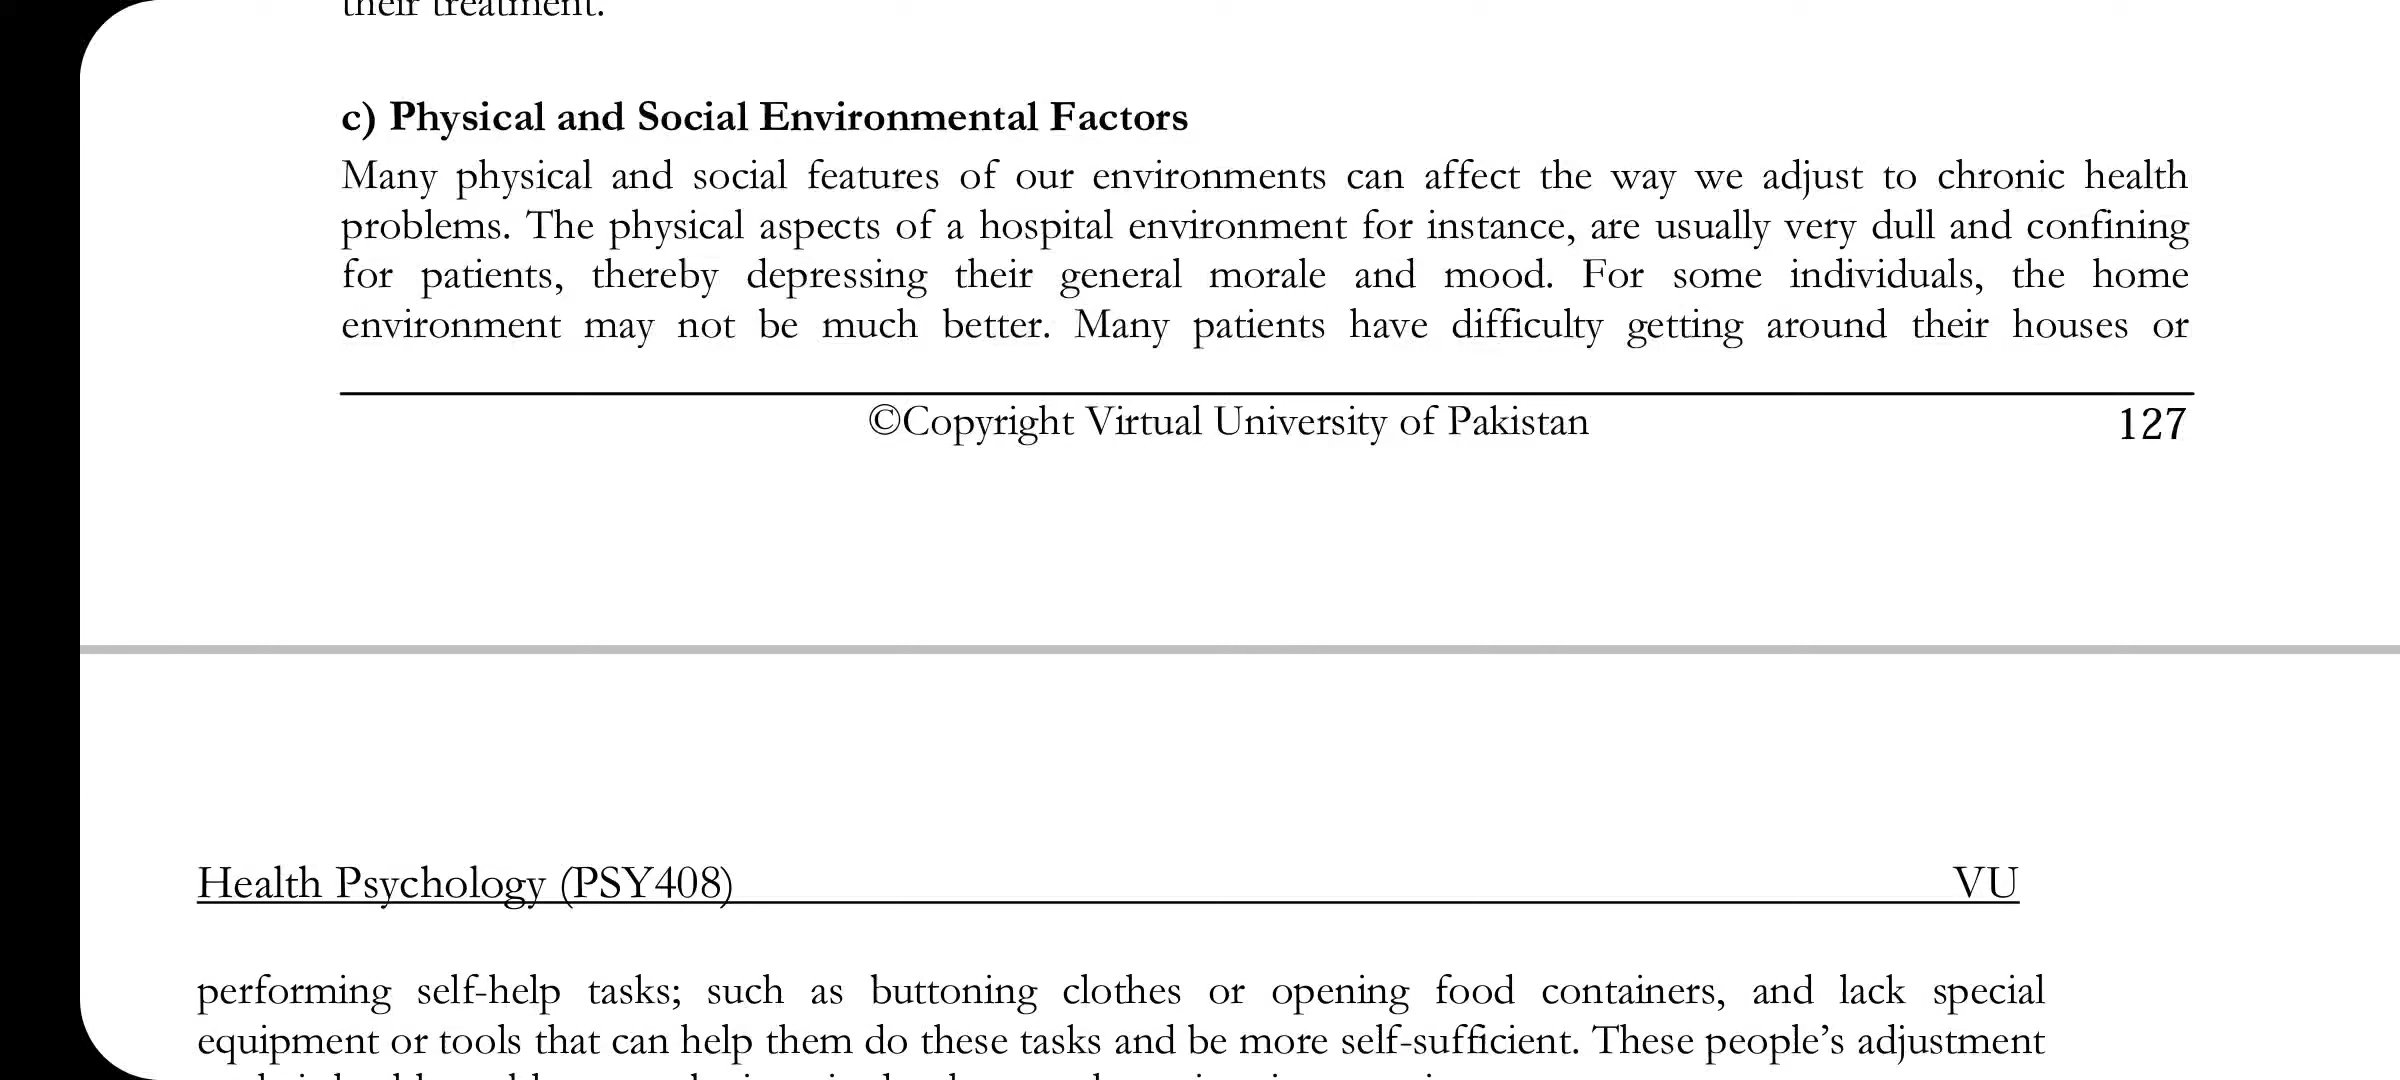 their treatment.
c) Physical and Social Environmental Factors
Many physical and social features of our environments can affect the way we adjust to chronic health
problems. The physical aspects of a hospital environment for instance, are usually very dull and confining
for patients, thereby depressing their general morale and mood. For some individuals, the home
environment may not be much better. Many patients have difficulty getting around their houses or
©Copyright Virtual University of Pakistan 127
Health Psychology (PSY408) VU
performing self-help tasks; such as buttoning clothes or opening food containers, and lack special
equipment or tools that can help them do these tasks and be more self-sufficient. These people’s adjustment